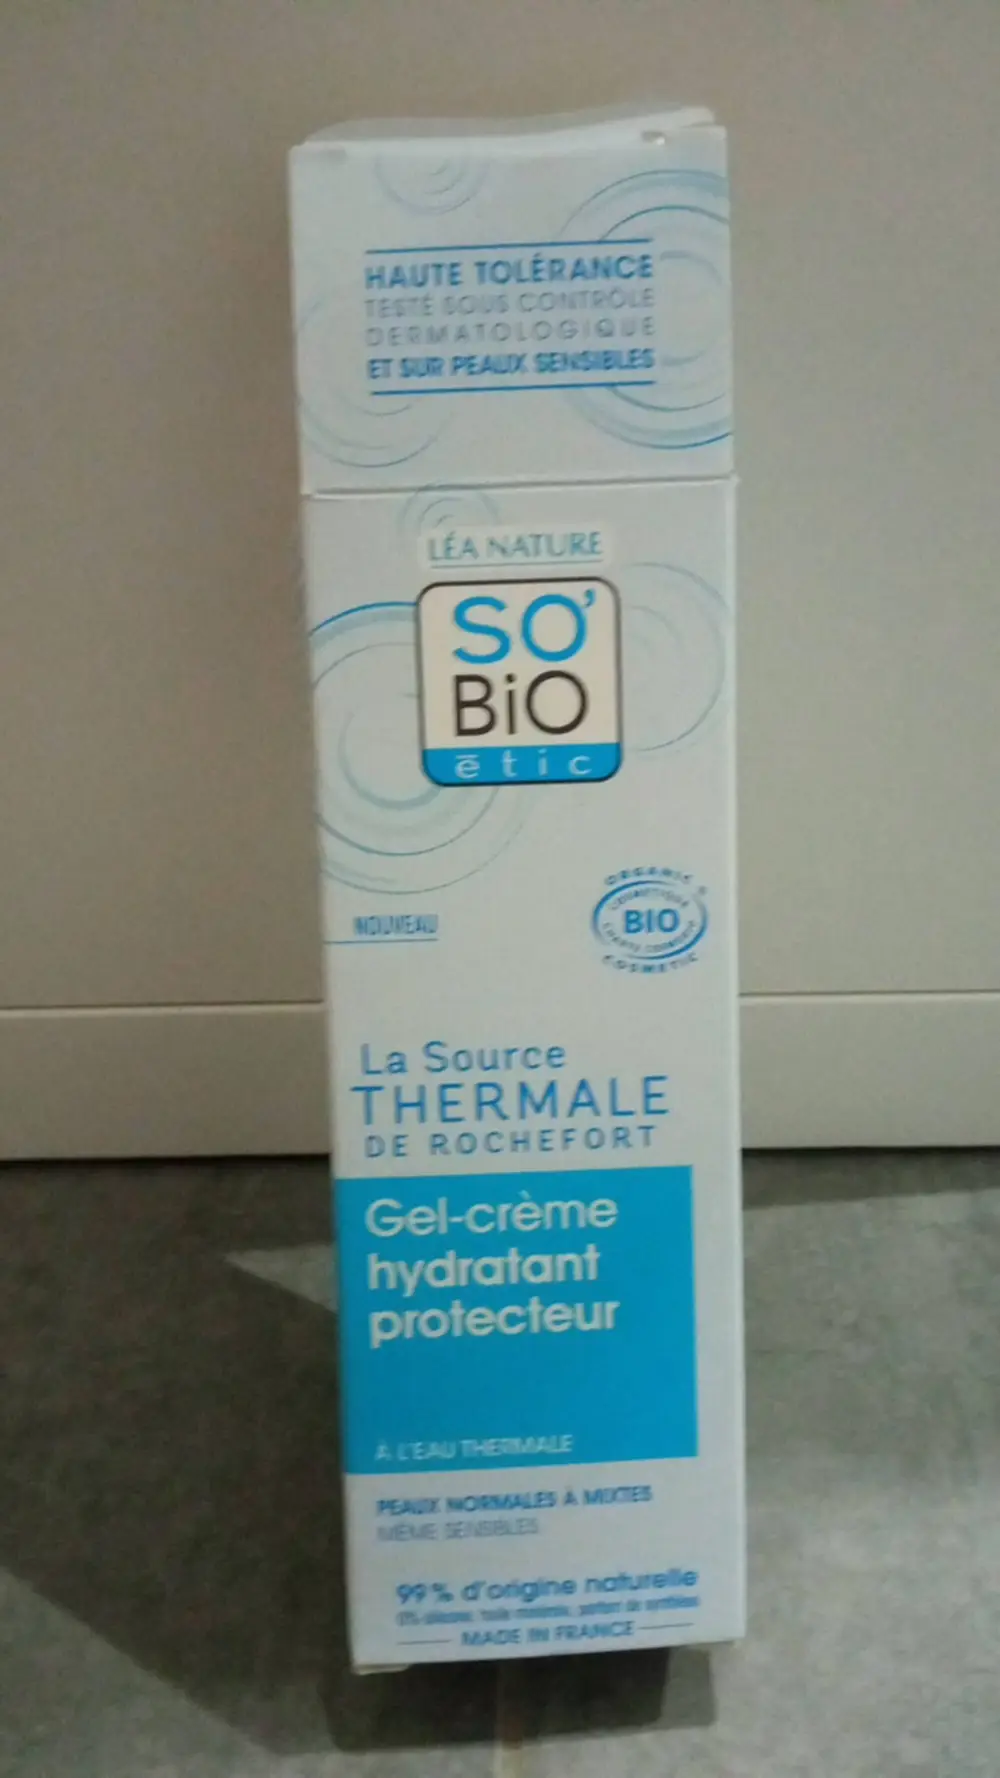 HAUTE TOLÉRANCE
TESTÉ SOUS CONTRÔLE
DERMATOLOGIQUE
ET SUR PEAUX SENSIBLES
LÉA NATURE
SO'
BiO
ētic
ORGANIC
COSMETIQUE
BIO
COSMETIC
NOUVEAU
La Source
THERMALE
DE ROCHEFORT
Gel-crème
hydratant
protecteur
À L'EAU THERMALE
PEAUX NORMALES À MIXTES
MÊME SENSIBLES
99 % d'origine naturelle
MADE IN FRANCE